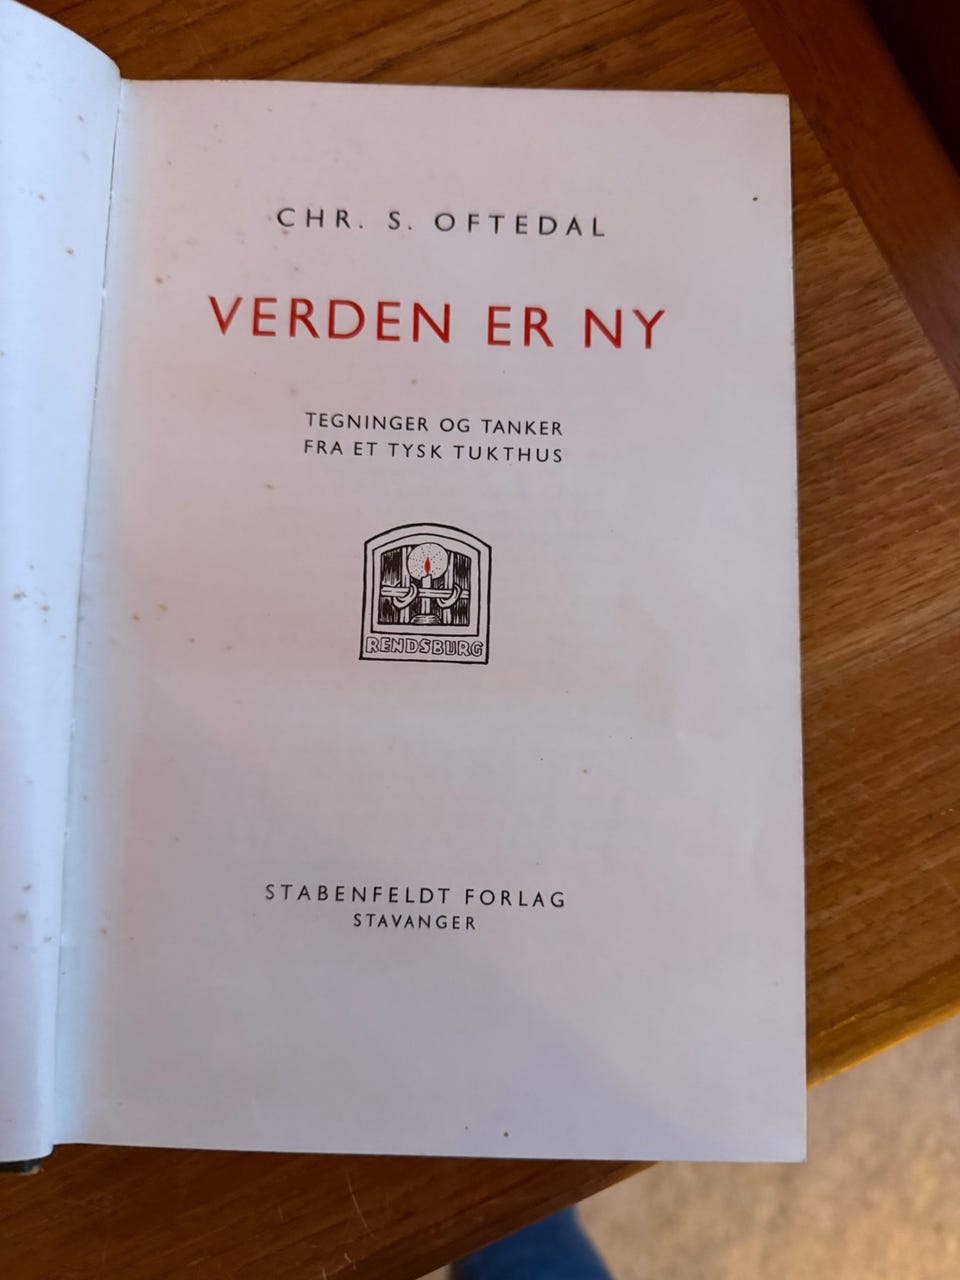 CHR. S. OFTEDAL
VERDEN ER NY
TEGNINGER OG TANKER
FRA ET TYSK TUKTHUS
RENDSBURG
STABENFELDT FORLAG
STAVANGER